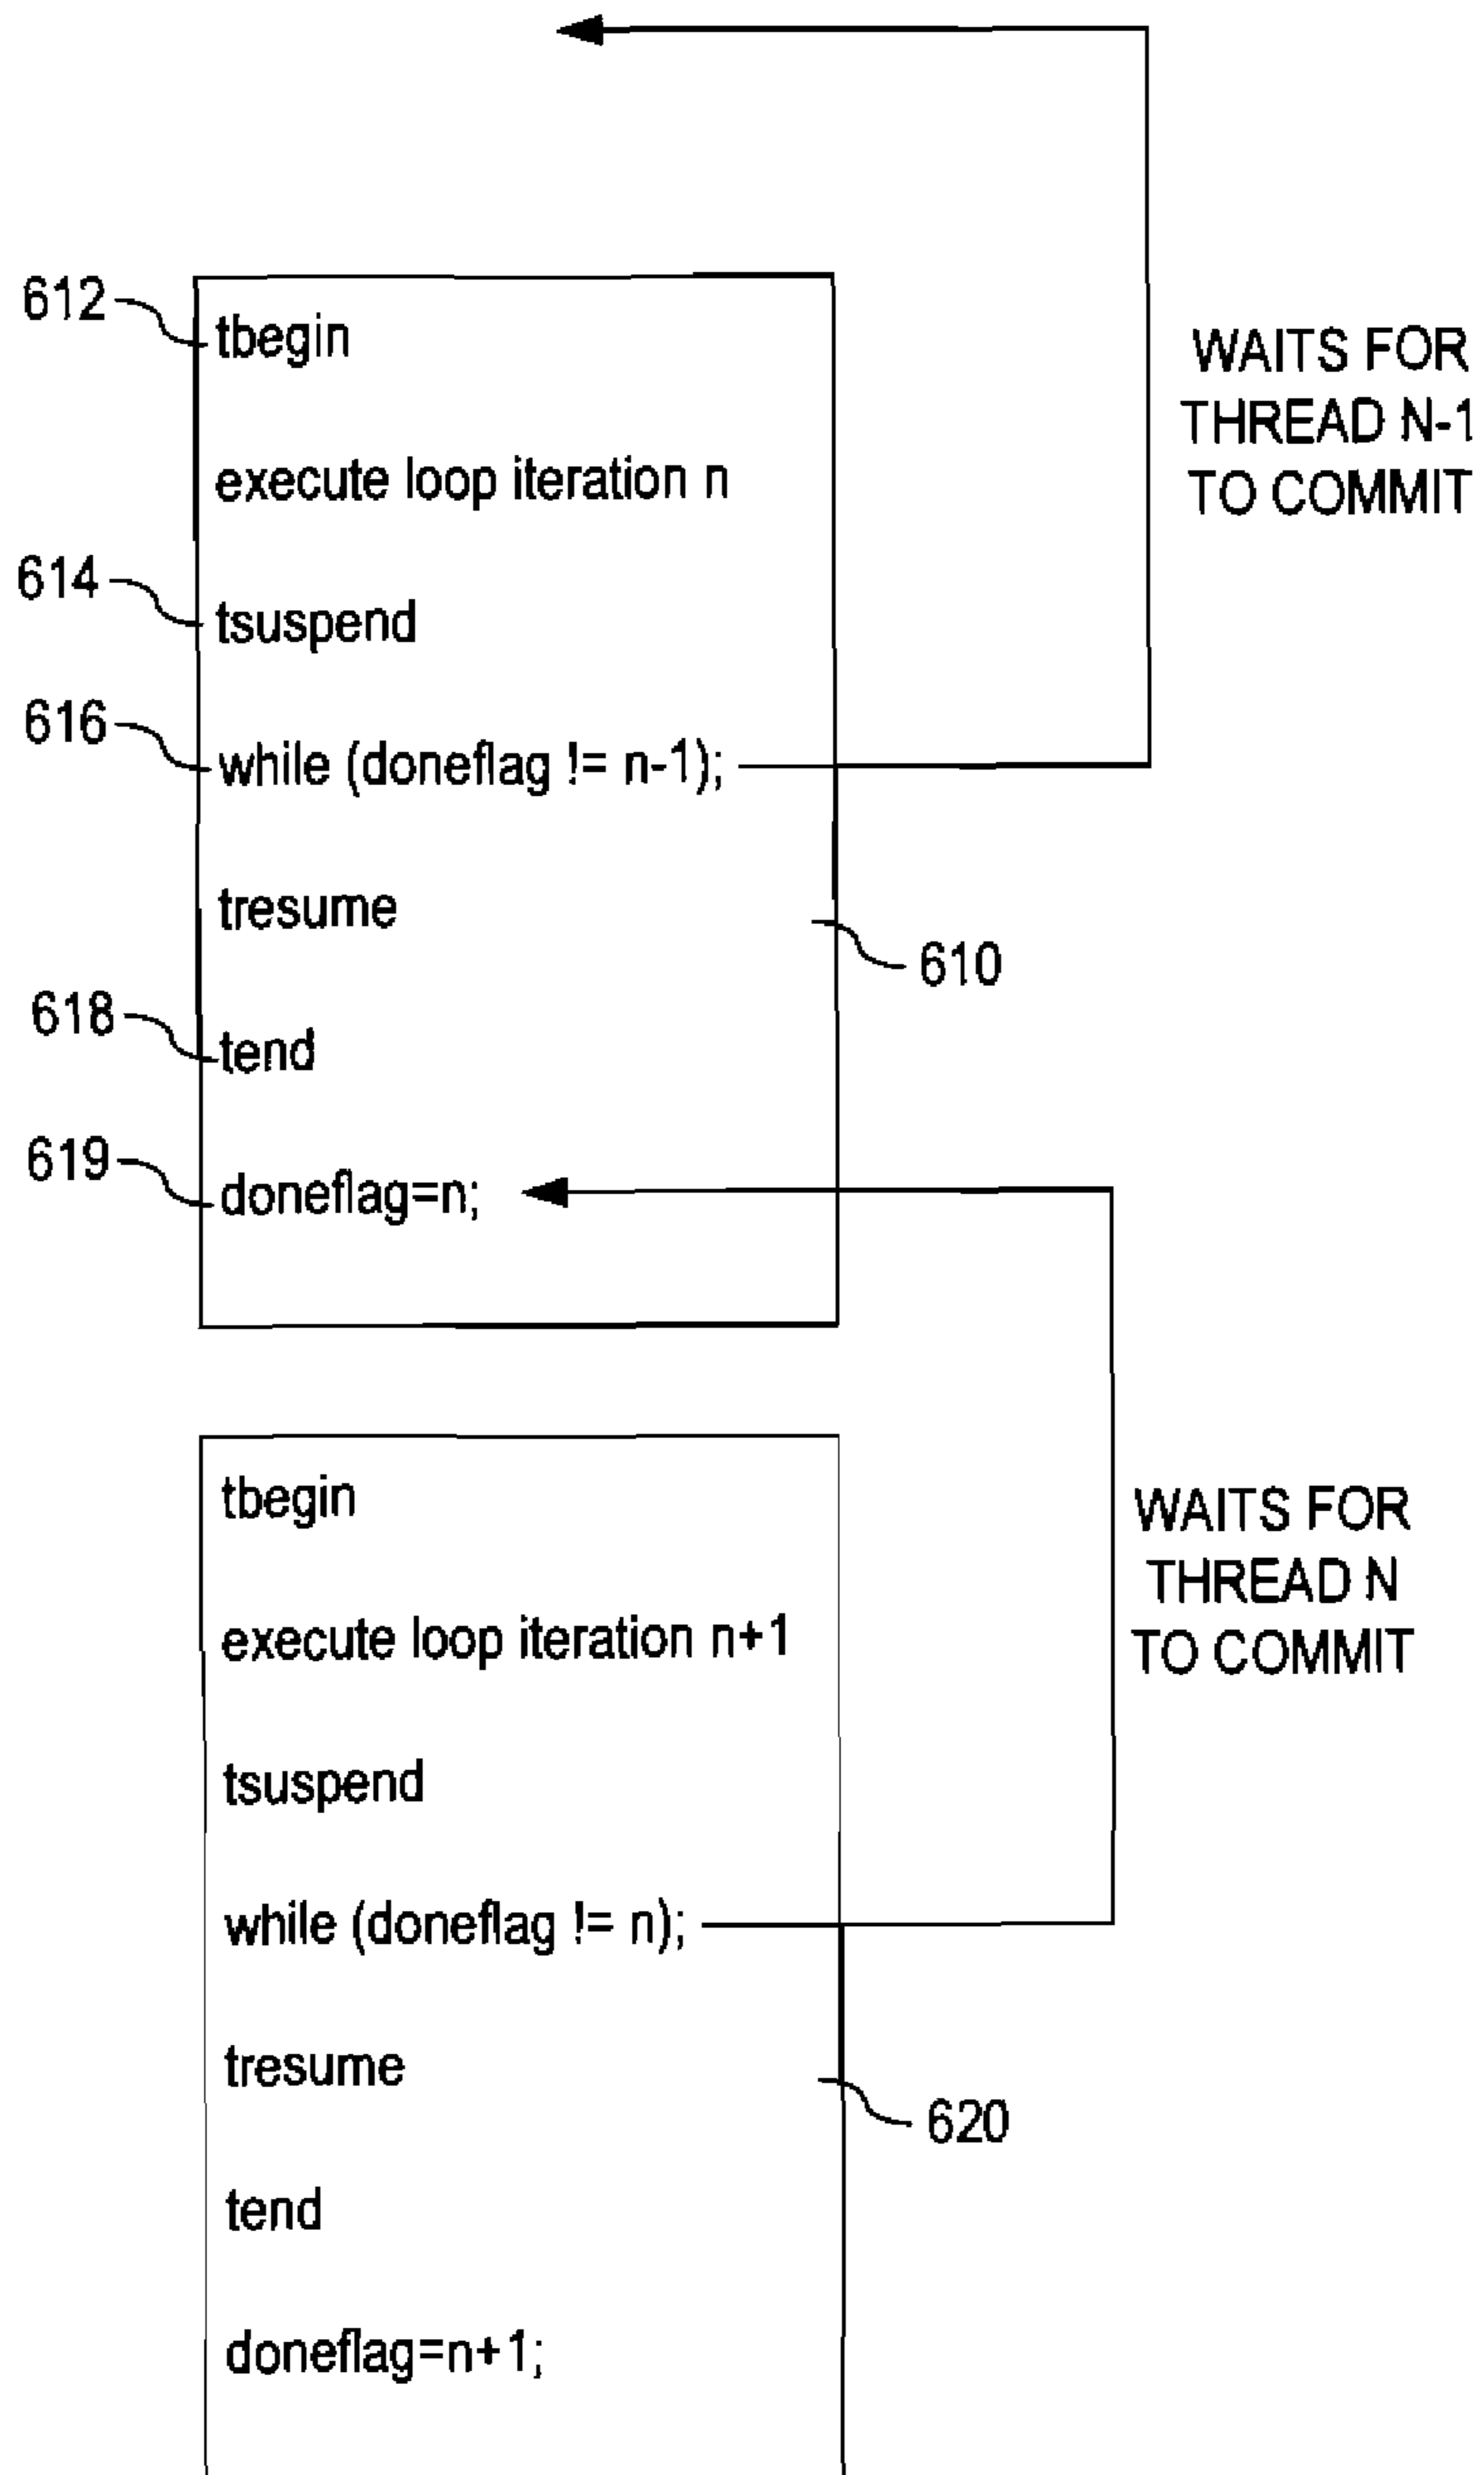 612
tbegin
WAITS FOR
THREAD N-1
TO COMMIT
execute loop iteration n
614
tsuspend
616
while (doneflag != n-1);
tresume
610
618
tend
619
doneflag=n;
tbegin
WAITS FOR
THREAD N
TO COMMIT
execute loop iteration n+1
tsuspend
while (doneflag != n);
tresume
620
tend
doneflag=n+1;